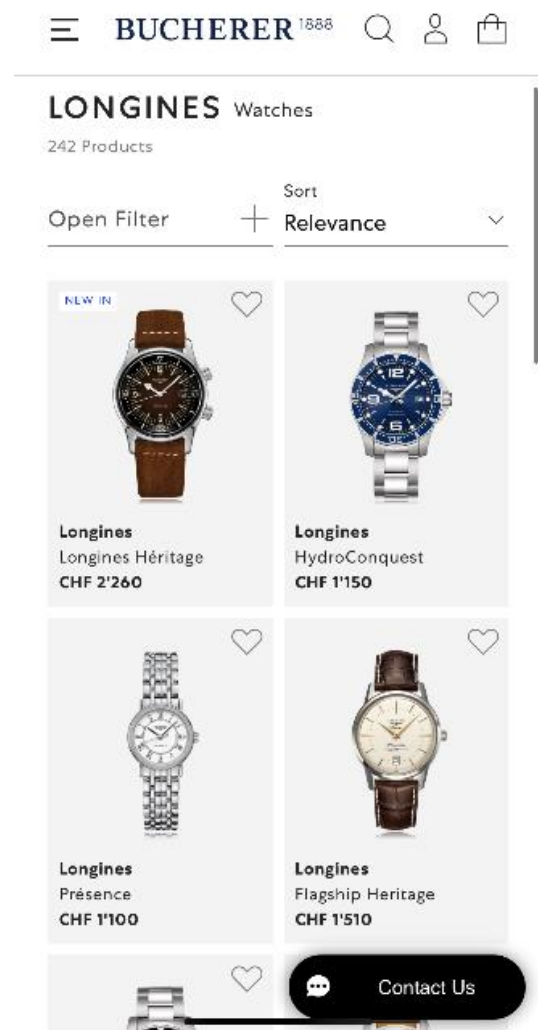 BUCHERER 1888
LONGINES Watches
242 Products
Sort
Open Filter
Relevance
NEW IN
Longines
Longines Héritage
CHF 2'260
Longines
HydroConquest
CHF 1'150
Longines
Présence
CHF 1'100
Longines
Flagship Heritage
CHF 1'510
Contact Us